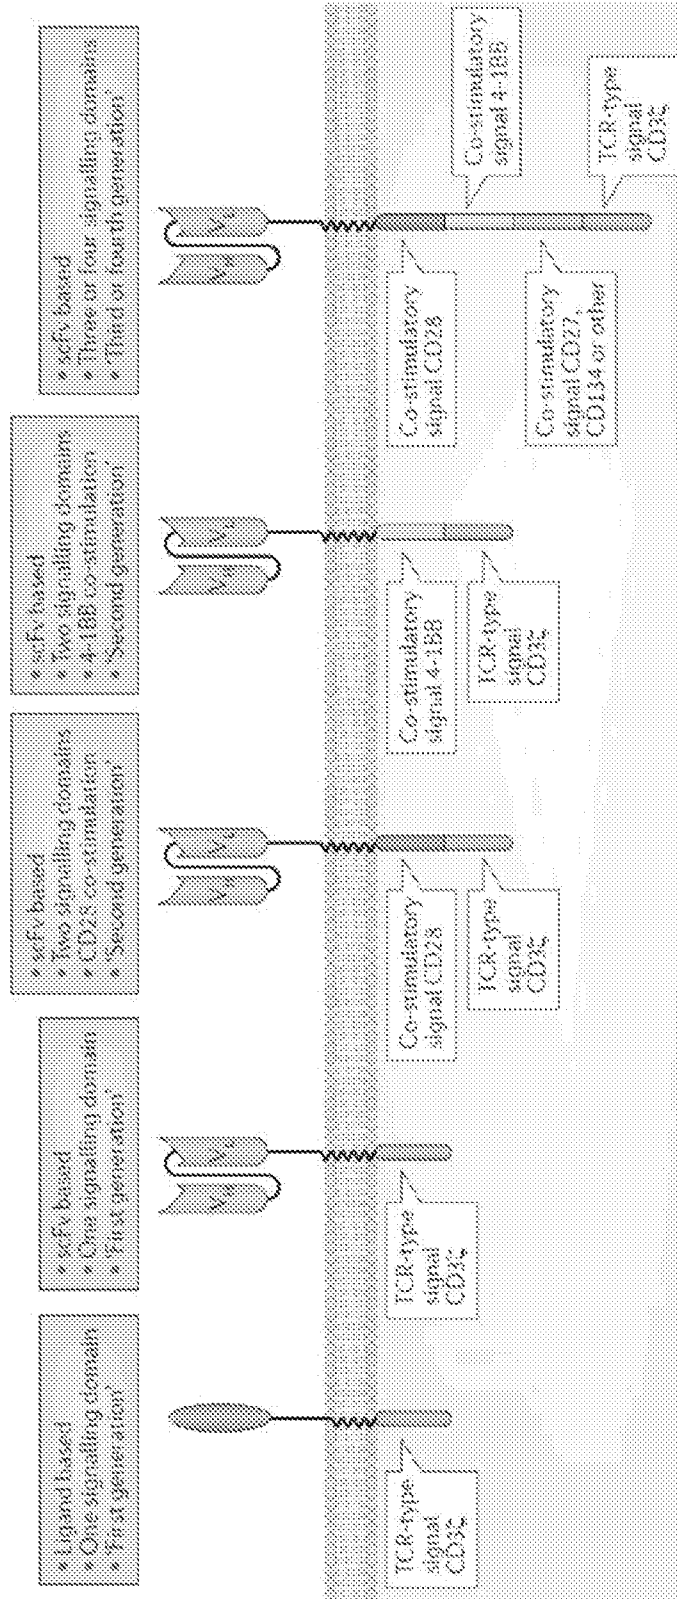 • Ligand based
• One signalling domain
• 'First generation'
• scFv based
• One signalling domain
• 'First generation'
• scFv based
• Two signalling domains
• CD28 co-stimulation
• 'Second generation'
• scFv based
• Two signalling domains
• 4-1BB co-stimulation
• 'Second generation'
• scFv based
• Three or four signalling domains
• 'Third or fourth generation'
TCR-type
signal
CD3ζ
TCR-type
signal
CD3ζ
Co-stimulatory
signal CD28
TCR-type
signal
CD3ζ
Co-stimulatory
signal 4-1BB
TCR-type
signal
CD3ζ
Co-stimulatory
signal CD28
Co-stimulatory
signal CD27,
CD134 or other
Co-stimulatory
signal 4-1BB
TCR-type
signal
CD3ζ